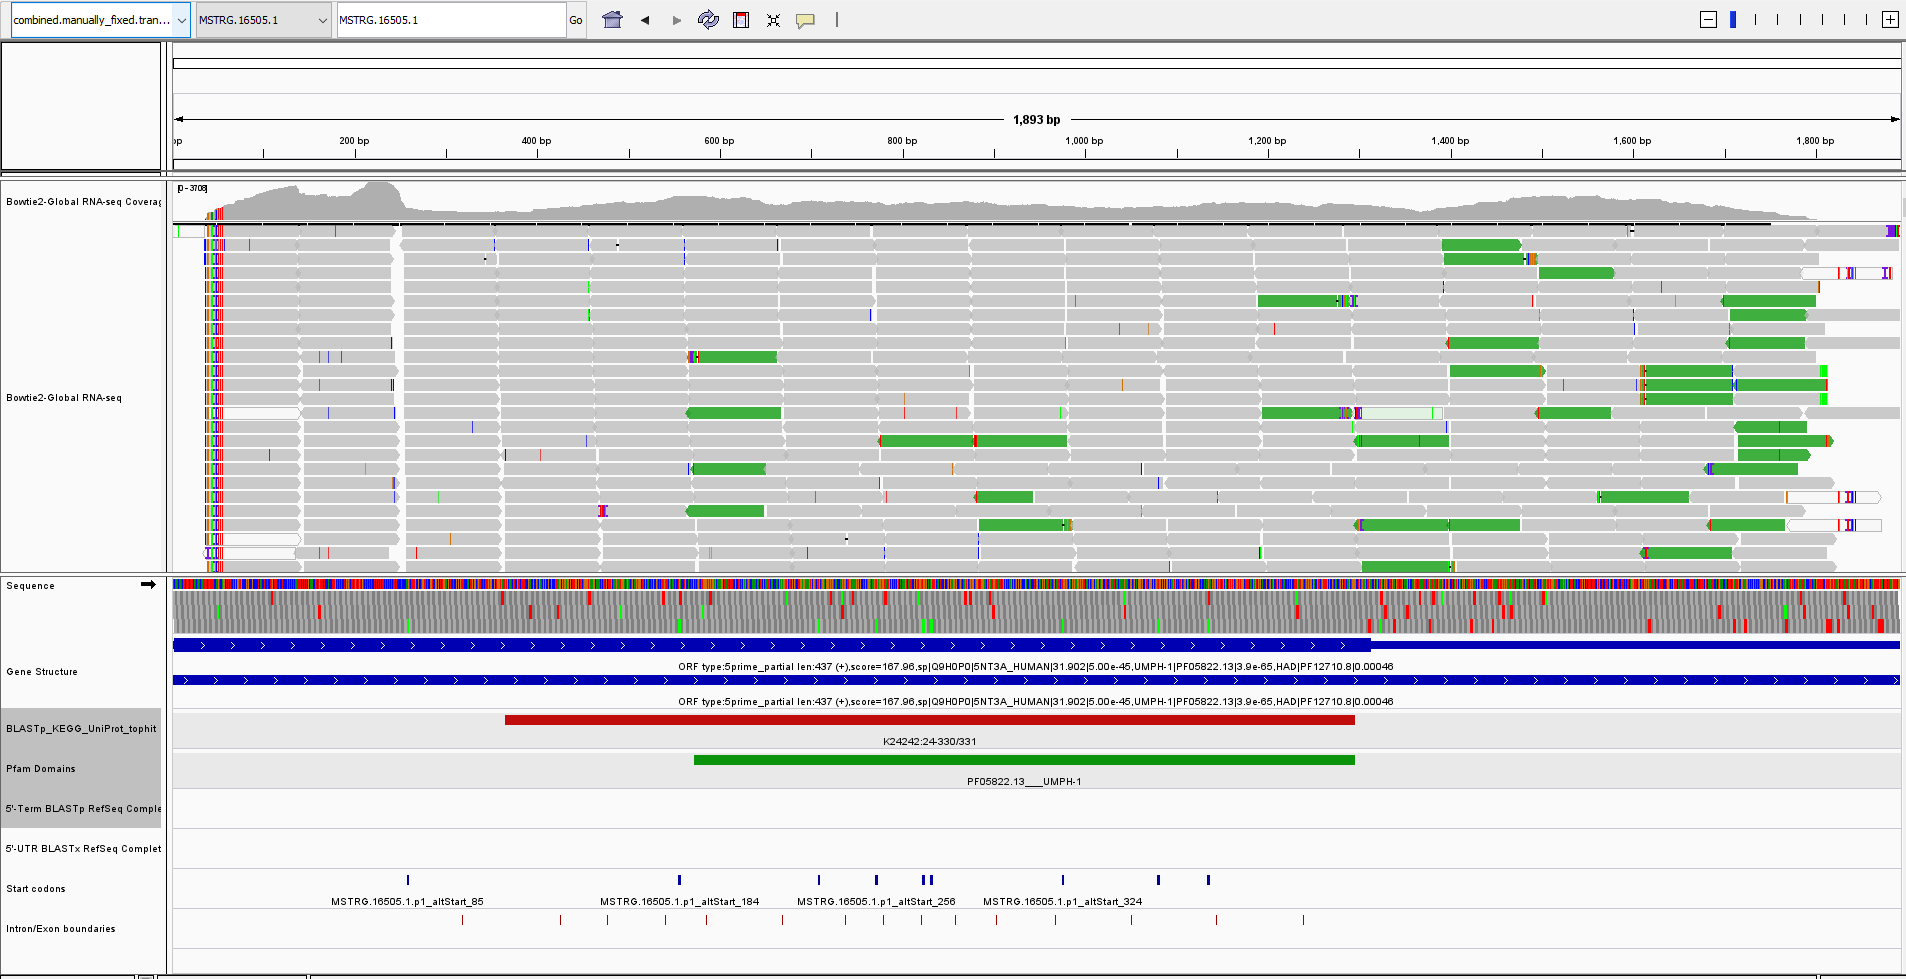 combined.manually_fixed.tran... MSTRG.16505.1 MSTRG.16505.1 Go
1,893 bp
200 bp 400 bp 600 bp 800 bp 1,000 bp 1,200 bp 1,400 bp 1,600 bp 1,800 bp
[0 - 3708]
Bowtie2-Global RNA-seq Coverag
Bowtie2-Global RNA-seq
Sequence
ORF type:5prime_partial len:437 (+),score=167.96,sp|Q9H0P0|5NT3A_HUMAN|31.902|5.00e-45,UMPH-1|PF05822.13|3.9e-65,HAD|PF12710.8|0.00046
Gene Structure
ORF type:5prime_partial len:437 (+),score=167.96,sp|Q9H0P0|5NT3A_HUMAN|31.902|5.00e-45,UMPH-1|PF05822.13|3.9e-65,HAD|PF12710.8|0.00046
BLASTp_KEGG_UniProt_tophit
K24242:24-330/331
Pfam Domains
PF05822.13___UMPH-1
5'-Term BLASTp RefSeq Comple
5'-UTR BLASTx RefSeq Complet
Start codons
MSTRG.16505.1.p1_altStart_85 MSTRG.16505.1.p1_altStart_184 MSTRG.16505.1.p1_altStart_256 MSTRG.16505.1.p1_altStart_324
Intron/Exon boundaries